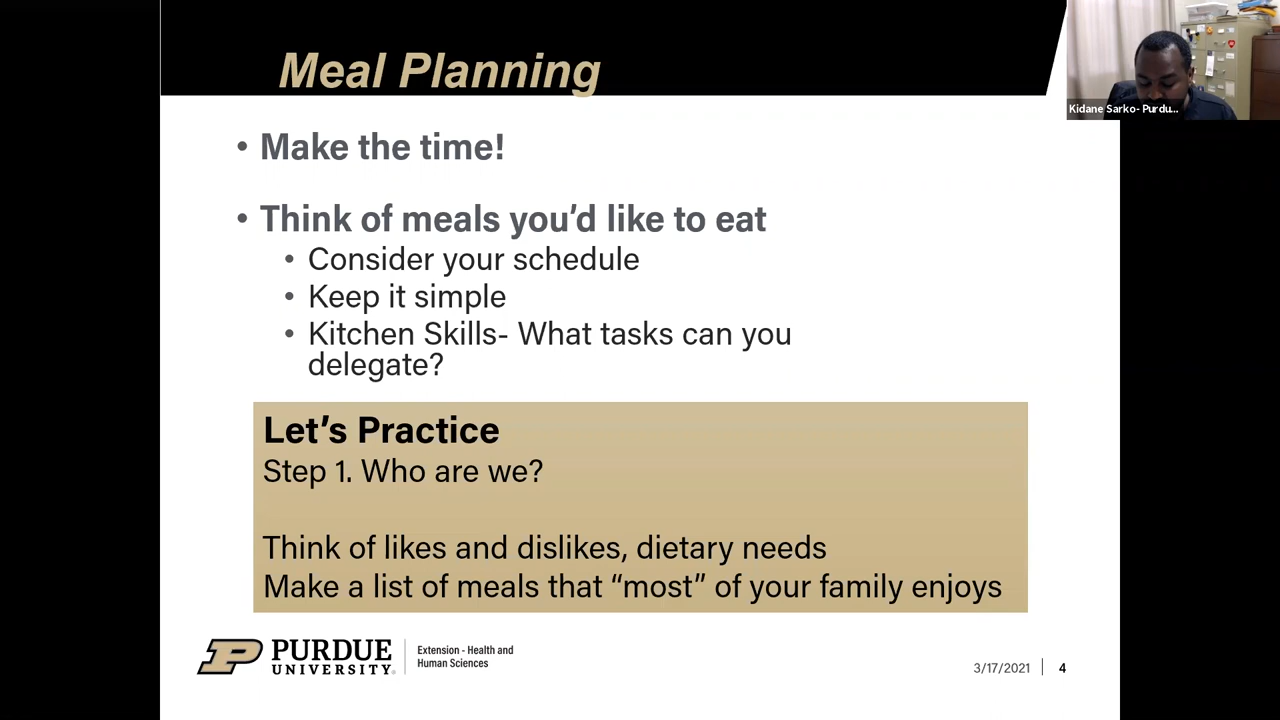 Meal Planning
Kidane Sarko- Purdu...
• Make the time!
• Think of meals you’d like to eat
• Consider your schedule
• Keep it simple
• Kitchen Skills- What tasks can you
delegate?
Let’s Practice
Step 1. Who are we?
Think of likes and dislikes, dietary needs
Make a list of meals that “most” of your family enjoys
PURDUE
UNIVERSITY®
Extension - Health and
Human Sciences
3/17/2021
4